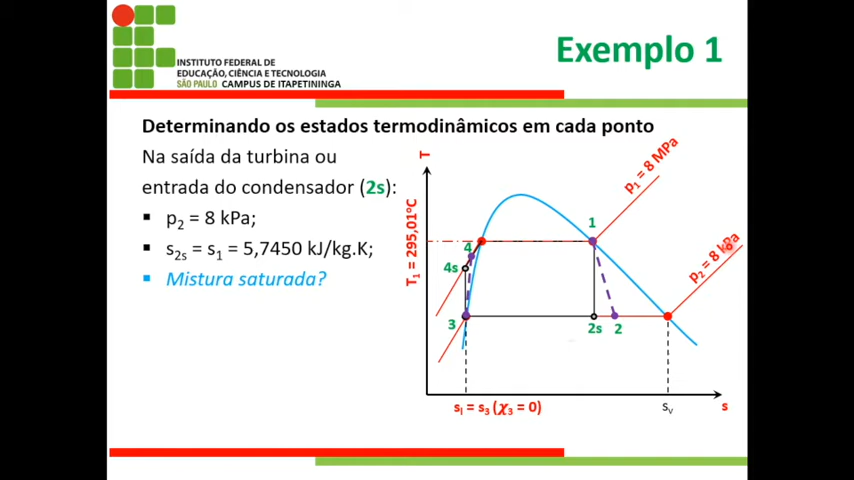 INSTITUTO FEDERAL DE
EDUCAÇÃO, CIÊNCIA E TECNOLOGIA
SÃO PAULO CAMPUS DE ITAPETININGA
Exemplo 1
Determinando os estados termodinâmicos em cada ponto
Na saída da turbina ou
entrada do condensador (2s):
▪ p₂ = 8 kPa;
▪ s₂ₛ = s₁ = 5,7450 kJ/kg.K;
▪ Mistura saturada?
T
p₁ = 8 MPa
T₁ = 295,01°C
1
4
4s
p₂ = 8 kPa
3
2s 2
sₗ = s₃ (χ₃ = 0)
sᵥ
s